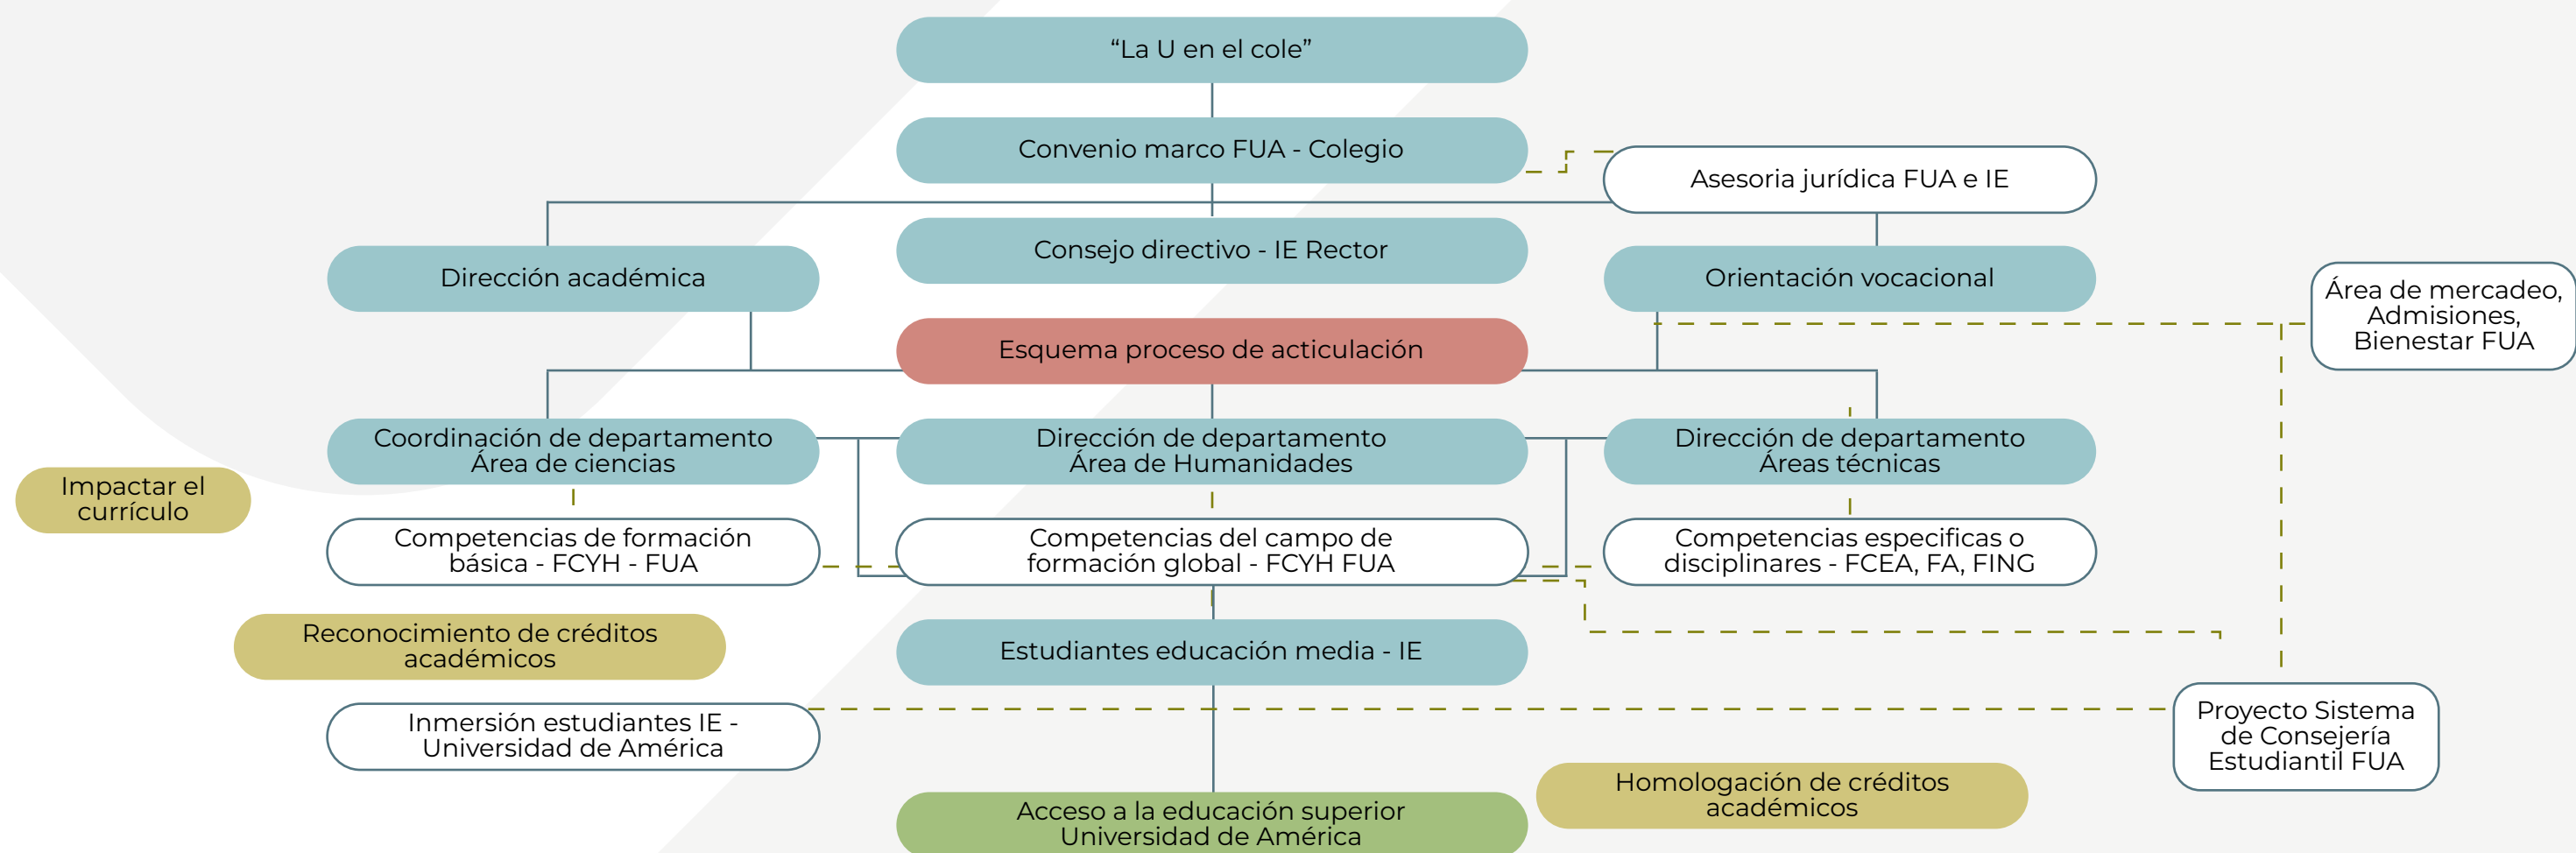 “La U en el cole”
Convenio marco FUA - Colegio
Asesoria jurídica FUA e IE
Consejo directivo - IE Rector
Dirección académica
Orientación vocacional
Área de mercadeo,
Admisiones,
Bienestar FUA
Esquema proceso de acticulación
Coordinación de departamento
Área de ciencias
Dirección de departamento
Área de Humanidades
Dirección de departamento
Áreas técnicas
Impactar el
currículo
Competencias de formación
básica - FCYH - FUA
Competencias del campo de
formación global - FCYH FUA
Competencias especificas o
disciplinares - FCEA, FA, FING
Reconocimiento de créditos
académicos
Estudiantes educación media - IE
Inmersión estudiantes IE -
Universidad de América
Proyecto Sistema
de Consejería
Estudiantil FUA
Homologación de créditos
académicos
Acceso a la educación superior
Universidad de América